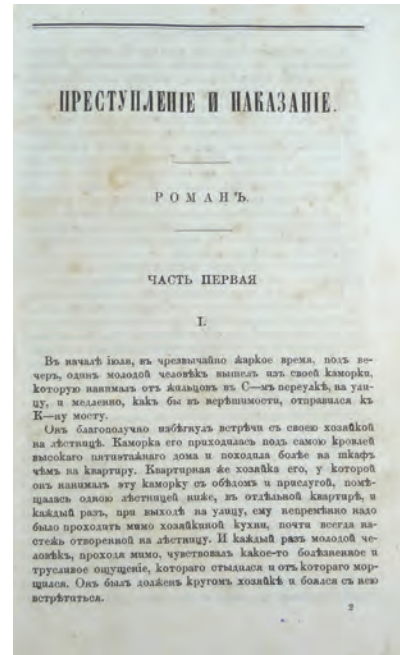 ПРЕСТУПЛЕНІЕ И НАКАЗАНІЕ.
РОМАНЪ.
ЧАСТЬ ПЕРВАЯ
I.
Въ началѣ іюля, въ чрезвычайно жаркое время, подъ ве-
черъ, одинъ молодой человѣкъ вышелъ изъ своей каморки,
которую нанималъ отъ жильцовъ въ С—мъ переулкѣ, на ули-
цу, и медленно, какъ бы въ нерѣшимости, отправился къ
К—ну мосту.
Онъ благополучно избѣгнулъ встрѣчи съ своею хозяйкой
на лѣстницѣ. Каморка его приходилась подъ самою кровлей
высокаго пятиэтажнаго дома и походила болѣе на шкафъ
чѣмъ на квартиру. Квартирная же хозяйка его, у которой
онъ нанималъ эту каморку съ обѣдомъ и прислугой, помѣ-
щалась одною лѣстницей ниже, въ отдѣльной квартирѣ, и
каждый разъ, при выходѣ на улицу, ему непремѣнно надо
было проходить мимо хозяйкиной кухни, почти всегда на-
стежь отворенной на лѣстницу. И каждый разъ молодой че-
ловѣкъ, проходя мимо, чувствовалъ какое-то болѣзненное и
трусливое ощущеніе, котораго стыдился и отъ котораго мор-
щился. Онъ былъ долженъ кругомъ хозяйкѣ и боялся съ нею
встрѣтиться.
2